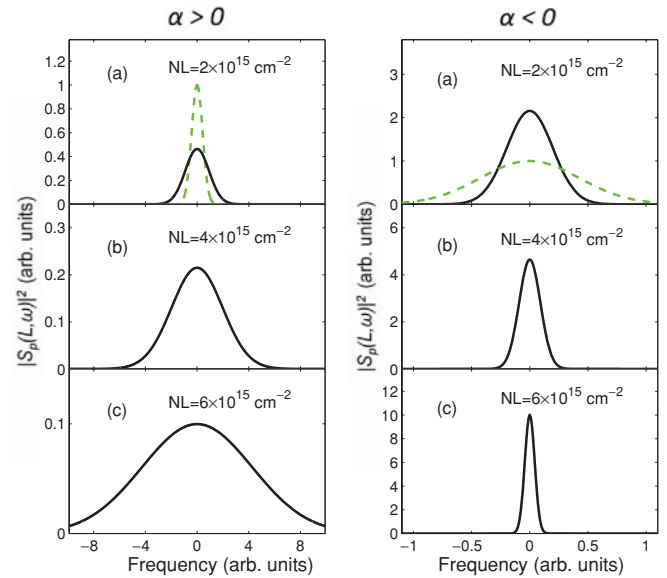 α > 0
(a)
NL=2×10¹⁵ cm⁻²
1.2
1
0.8
0.6
0.4
0.2
0
(b)
NL=4×10¹⁵ cm⁻²
0.3
0.2
0.1
0
(c)
NL=6×10¹⁵ cm⁻²
0.1
0
−8 −4 0 4 8
Frequency (arb. units)
|Sₚ(L,ω)|² (arb. units)
α < 0
(a)
NL=2×10¹⁵ cm⁻²
3
2
1
0
(b)
NL=4×10¹⁵ cm⁻²
6
4
2
0
(c)
NL=6×10¹⁵ cm⁻²
10
8
6
4
2
0
−1 −0.5 0 0.5 1
Frequency (arb. units)
|Sₚ(L,ω)|² (arb. units)